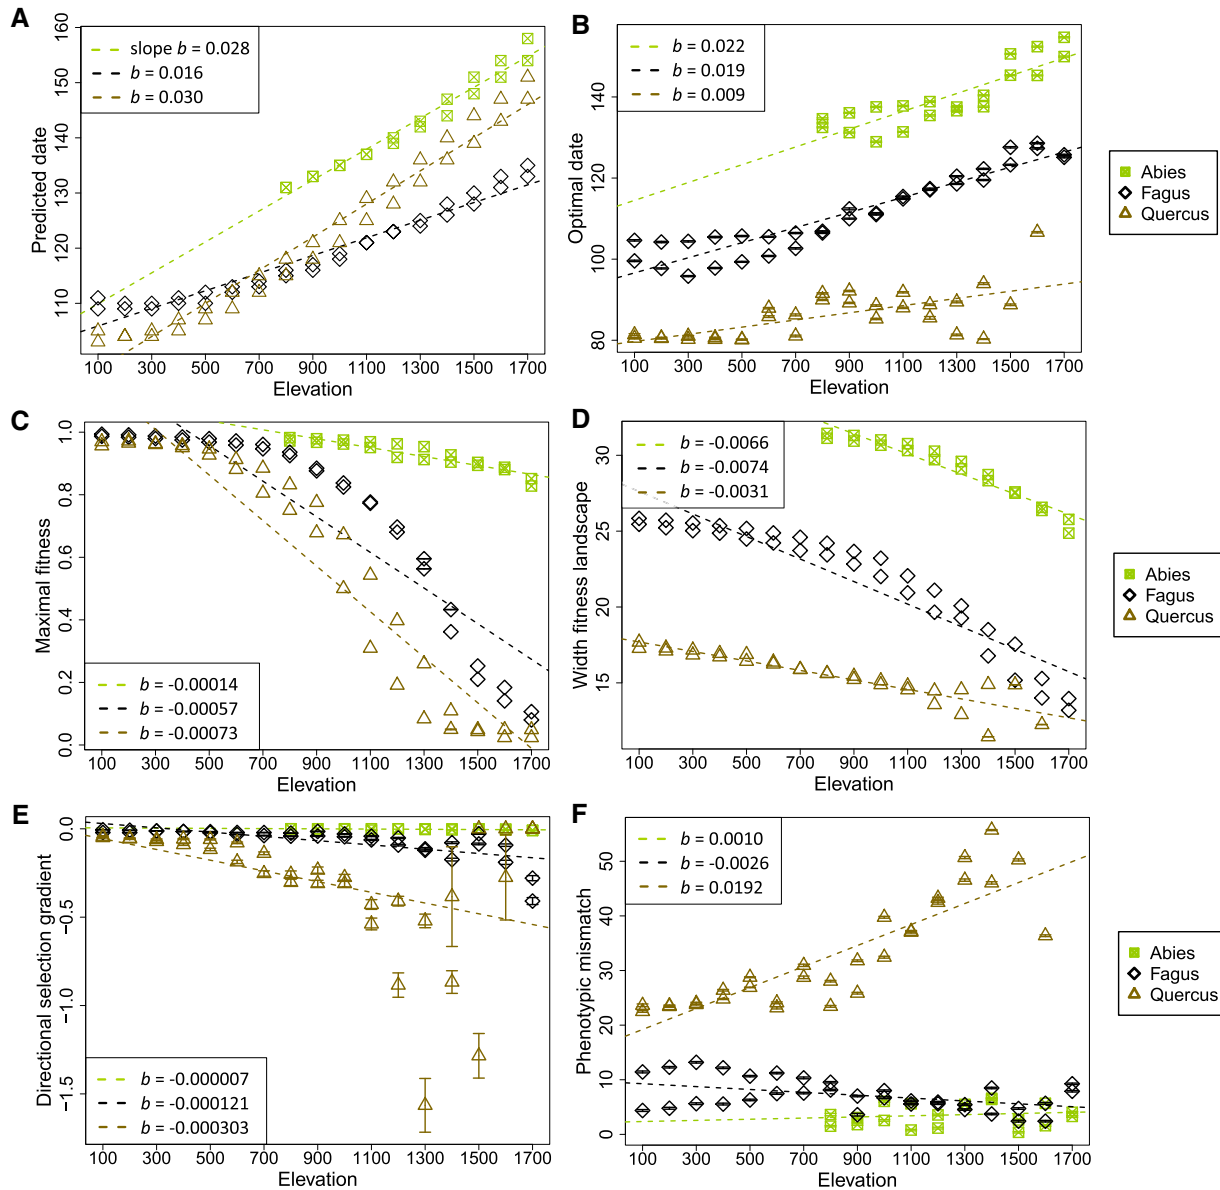 A
Predicted date
160
150
140
130
120
110
slope b = 0.028
b = 0.016
b = 0.030
100 300 500 700 900 1100 1300 1500 1700
Elevation
B
Optimal date
140
120
100
80
b = 0.022
b = 0.019
b = 0.009
100 300 500 700 900 1100 1300 1500 1700
Elevation
Abies
Fagus
Quercus
C
Maximal fitness
1.0
0.8
0.6
0.4
0.2
0.0
b = -0.00014
b = -0.00057
b = -0.00073
100 300 500 700 900 1100 1300 1500 1700
Elevation
D
Width fitness landscape
30
25
20
15
b = -0.0066
b = -0.0074
b = -0.0031
100 300 500 700 900 1100 1300 1500 1700
Elevation
Abies
Fagus
Quercus
E
Directional selection gradient
0.0
−0.5
−1.0
−1.5
b = -0.000007
b = -0.000121
b = -0.000303
100 300 500 700 900 1100 1300 1500 1700
Elevation
F
Phenotypic mismatch
50
40
30
20
10
0
b = 0.0010
b = -0.0026
b = 0.0192
100 300 500 700 900 1100 1300 1500 1700
Elevation
Abies
Fagus
Quercus